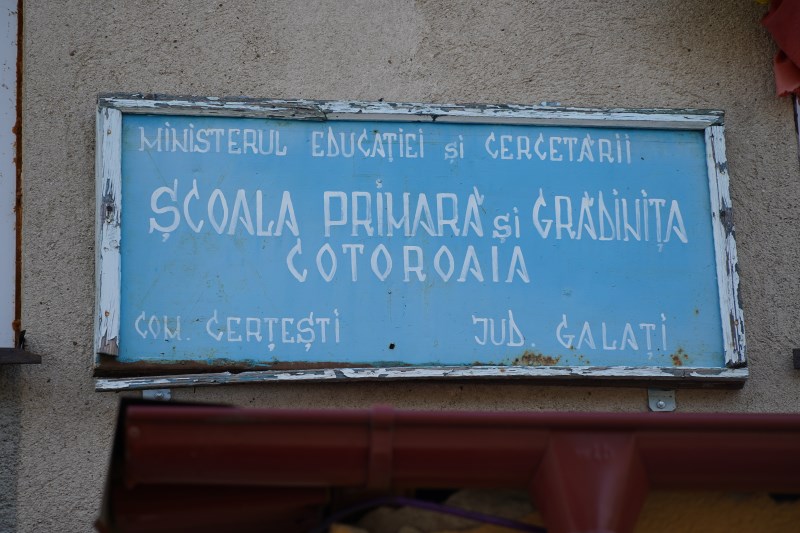 MINISTERUL EDUCAȚIEI și CERCETĂRII
ȘCOALA PRIMARĂ și GRĂDINIȚA
COTOROAIA
COM. CERȚEȘTI JUD. GALAȚI